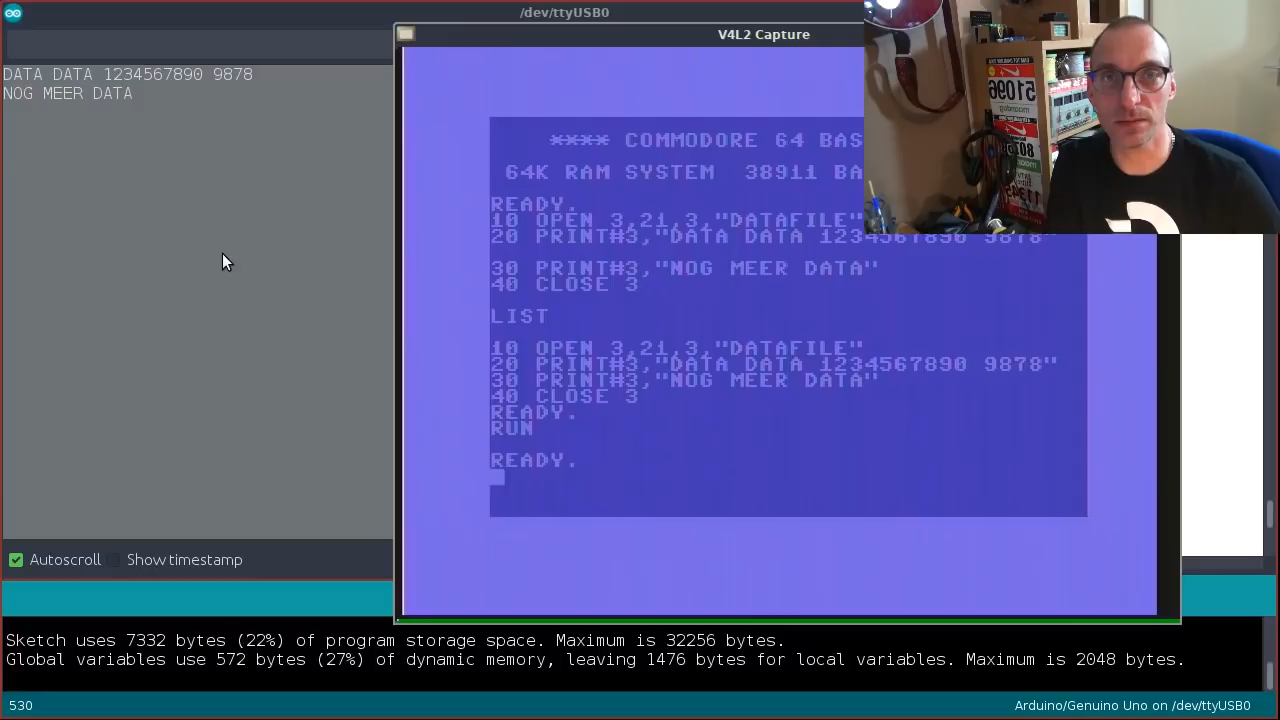 /dev/ttyUSB0
DATA DATA 1234567890 9878
NOG MEER DATA
V4L2 Capture
**** COMMODORE 64 BAS
64K RAM SYSTEM  38911 BA
READY.
10 OPEN 3,21,3,"DATAFILE"
20 PRINT#3,"DATA DATA 1234567890 9878"
30 PRINT#3,"NOG MEER DATA"
40 CLOSE 3
LIST
10 OPEN 3,21,3,"DATAFILE"
20 PRINT#3,"DATA DATA 1234567890 9878"
30 PRINT#3,"NOG MEER DATA"
40 CLOSE 3
READY.
RUN
READY.
Autoscroll
Show timestamp
Sketch uses 7332 bytes (22%) of program storage space. Maximum is 32256 bytes.
Global variables use 572 bytes (27%) of dynamic memory, leaving 1476 bytes for local variables. Maximum is 2048 bytes.
530
Arduino/Genuino Uno on /dev/ttyUSB0